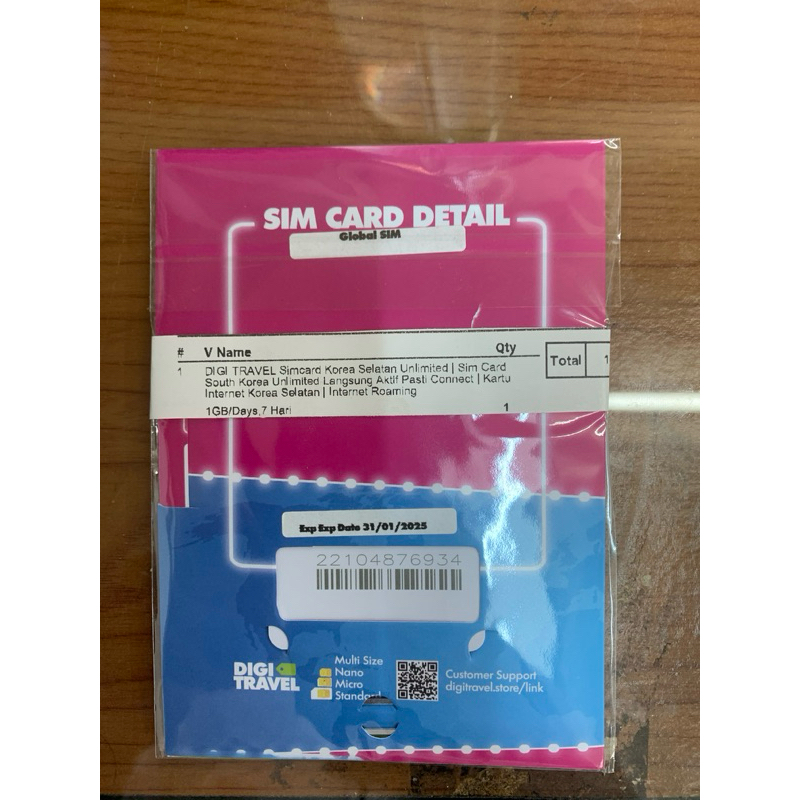 SIM CARD DETAIL
Global SIM
# V Name Qty
Total 1
1 DIGI TRAVEL Simcard Korea Selatan Unlimited | Sim Card
South Korea Unlimited Langsung Aktif Pasti Connect | Kartu
Internet Korea Selatan | Internet Roaming
1GB/Days,7 Hari 1
Exp Exp Date 31/01/2025
22104876934
DIGI
TRAVEL
Multi Size
Nano
Micro
Standard
Customer Support
digitravel.store/link